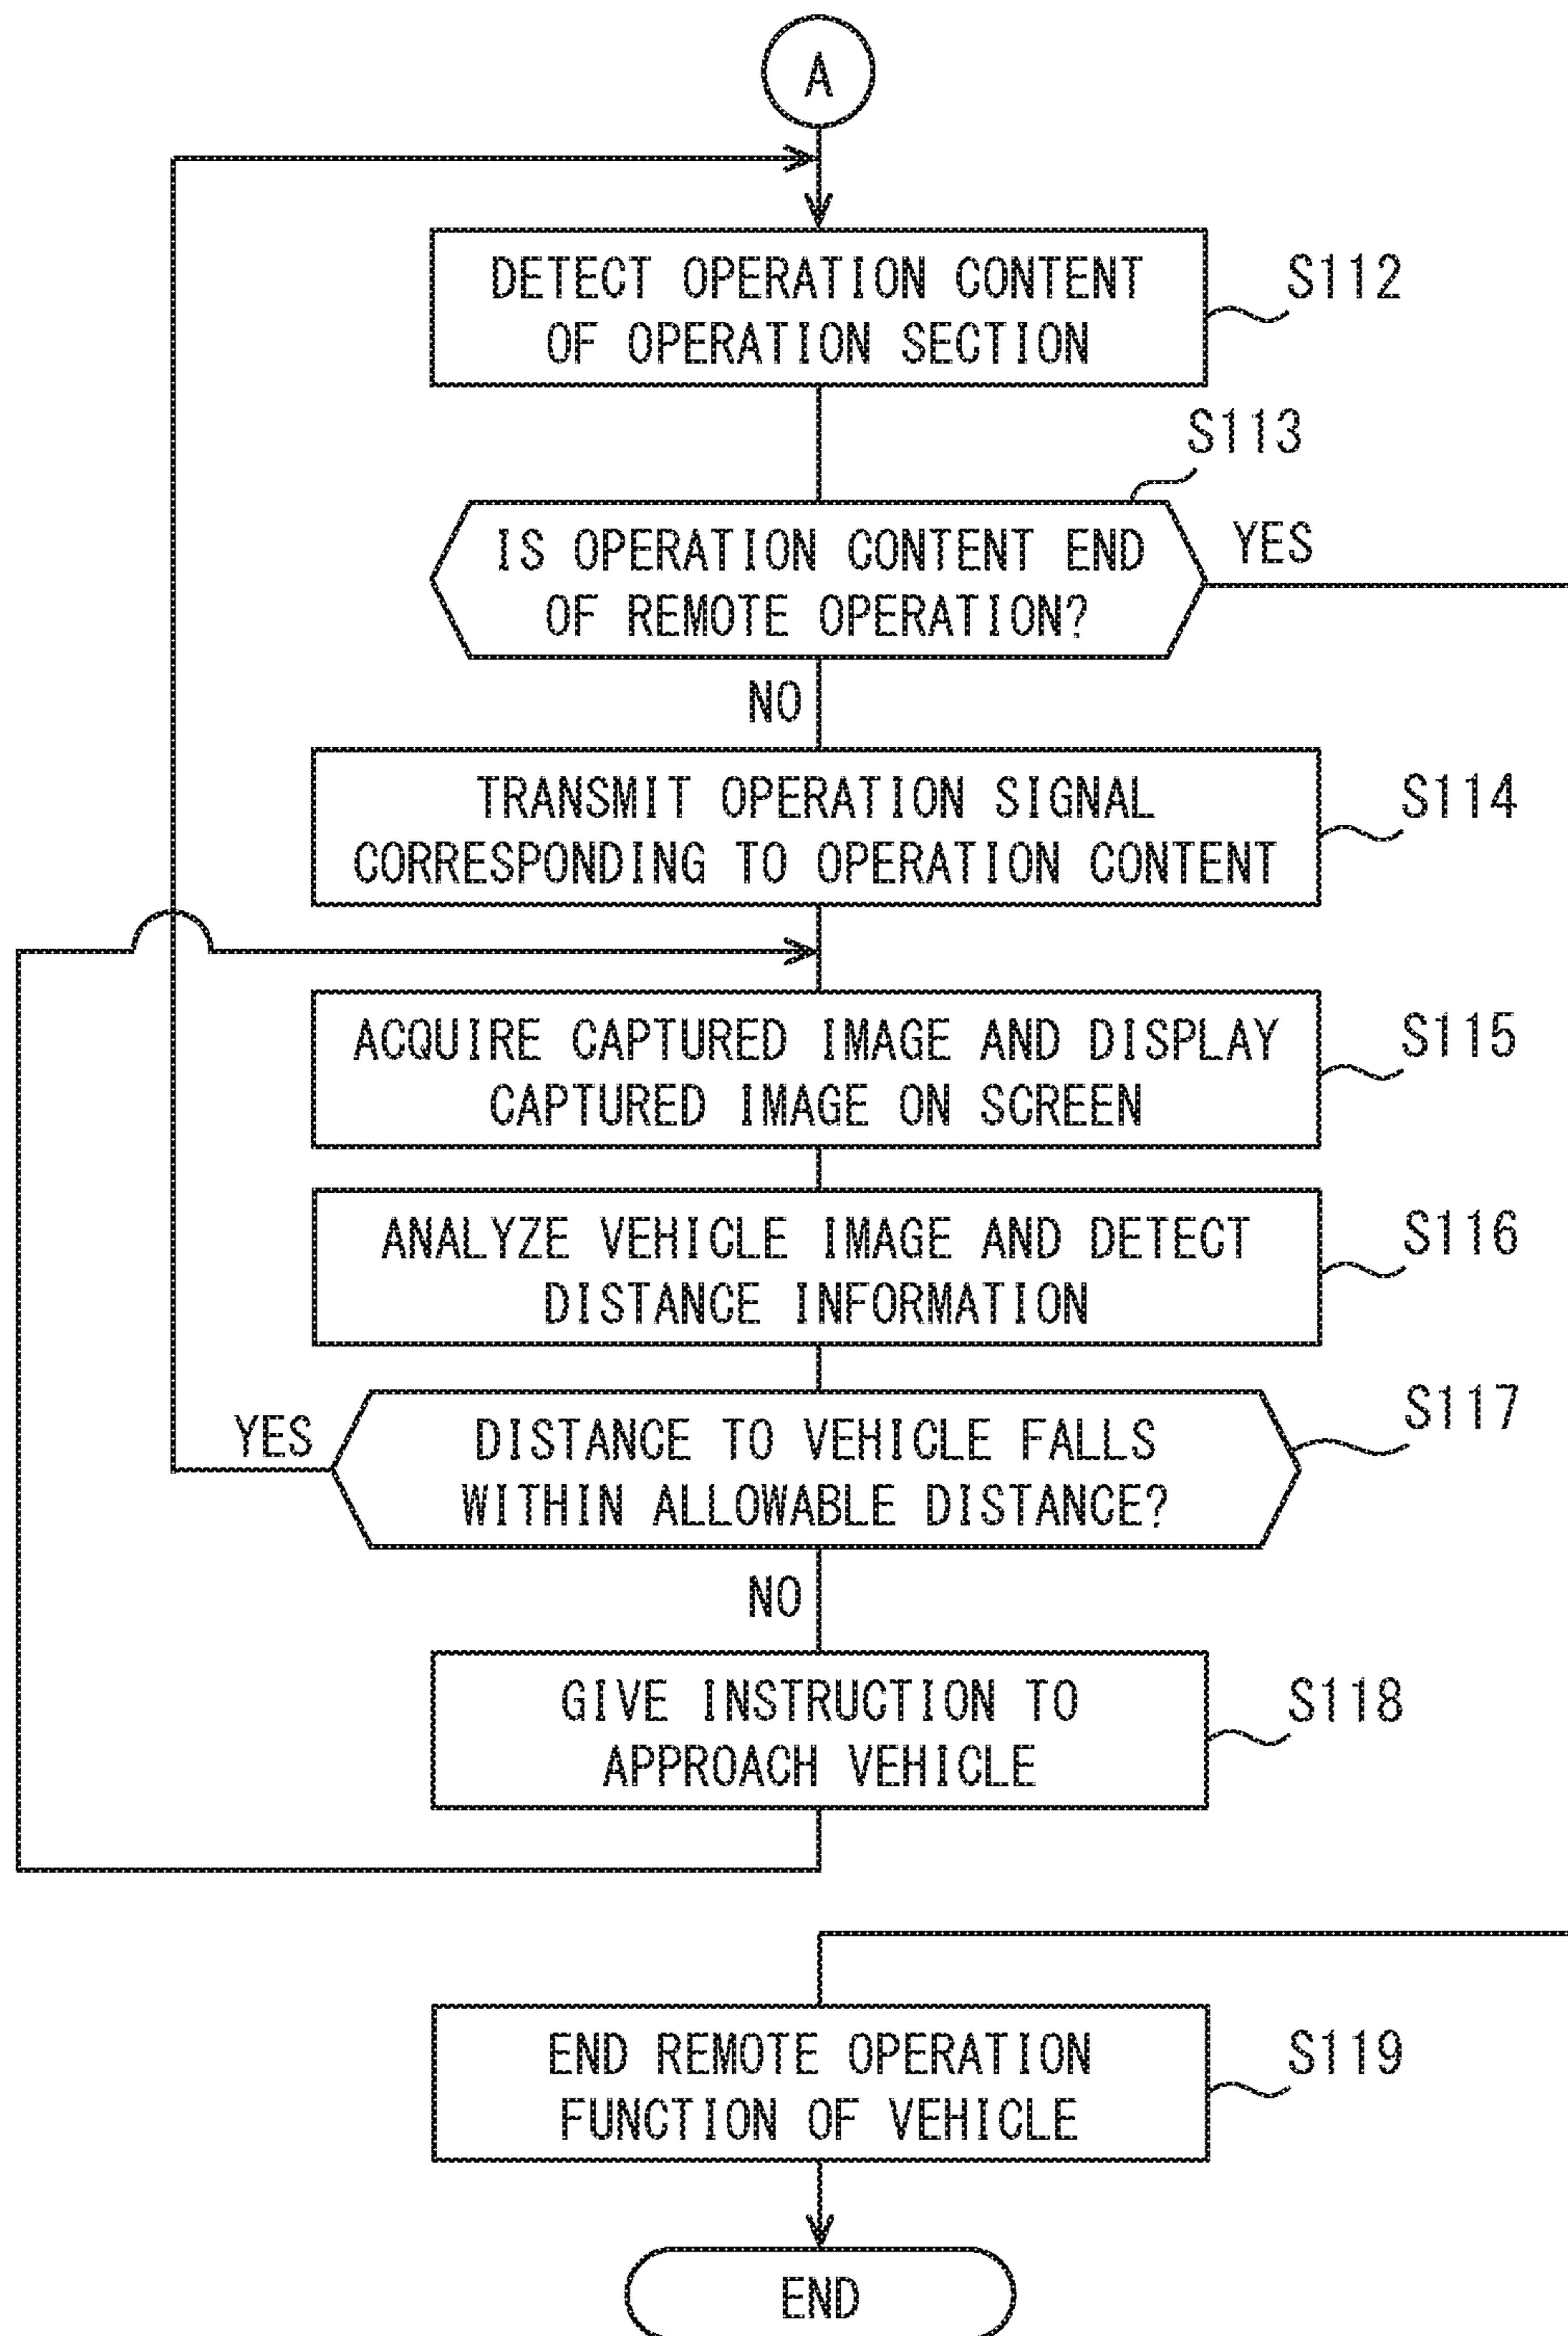 A
DETECT OPERATION CONTENT
OF OPERATION SECTION
S112
S113
IS OPERATION CONTENT END
OF REMOTE OPERATION?
YES
NO
TRANSMIT OPERATION SIGNAL
CORRESPONDING TO OPERATION CONTENT
S114
ACQUIRE CAPTURED IMAGE AND DISPLAY
CAPTURED IMAGE ON SCREEN
S115
ANALYZE VEHICLE IMAGE AND DETECT
DISTANCE INFORMATION
S116
YES
DISTANCE TO VEHICLE FALLS
WITHIN ALLOWABLE DISTANCE?
S117
NO
GIVE INSTRUCTION TO
APPROACH VEHICLE
S118
END REMOTE OPERATION
FUNCTION OF VEHICLE
S119
END